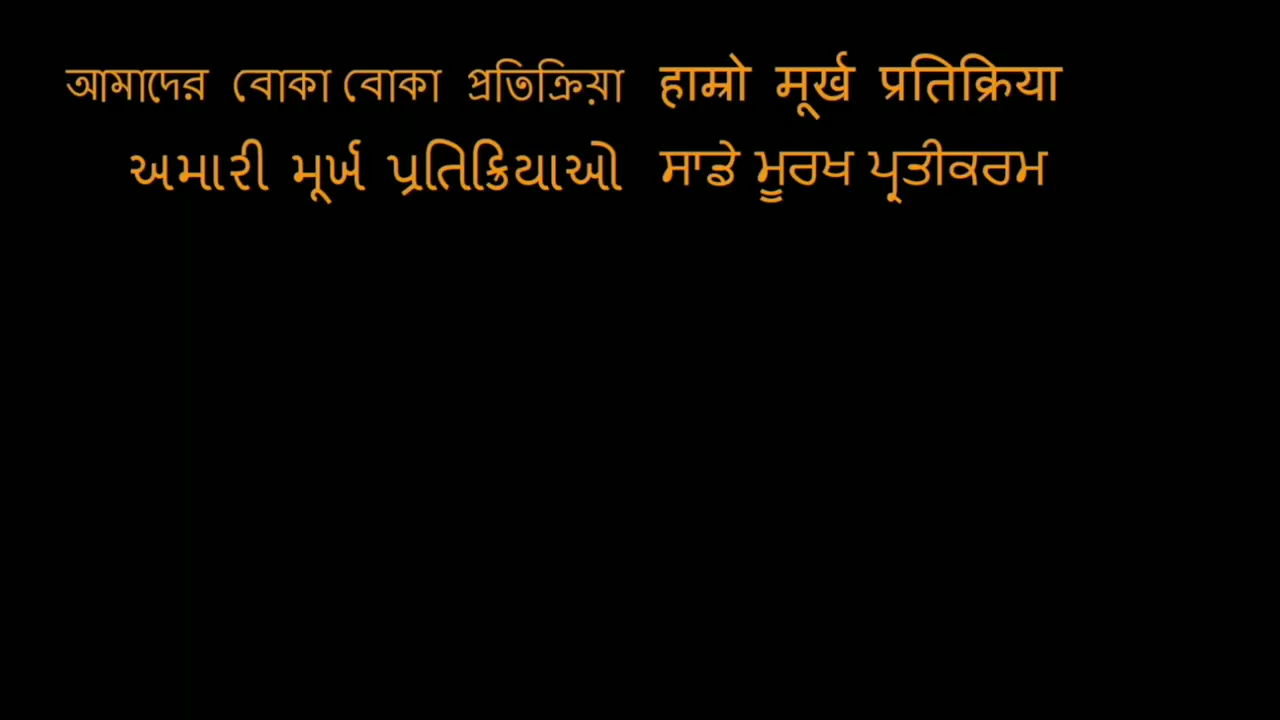 আমাদের বোকা বোকা প্রতিক্রিয়া हाम्रो मूर्ख प्रतिक्रिया
અમારી મૂર્ખ પ્રતિક્રિયાઓ ਸਾਡੇ ਮੂਰਖ ਪ੍ਰਤੀਕਰਮ